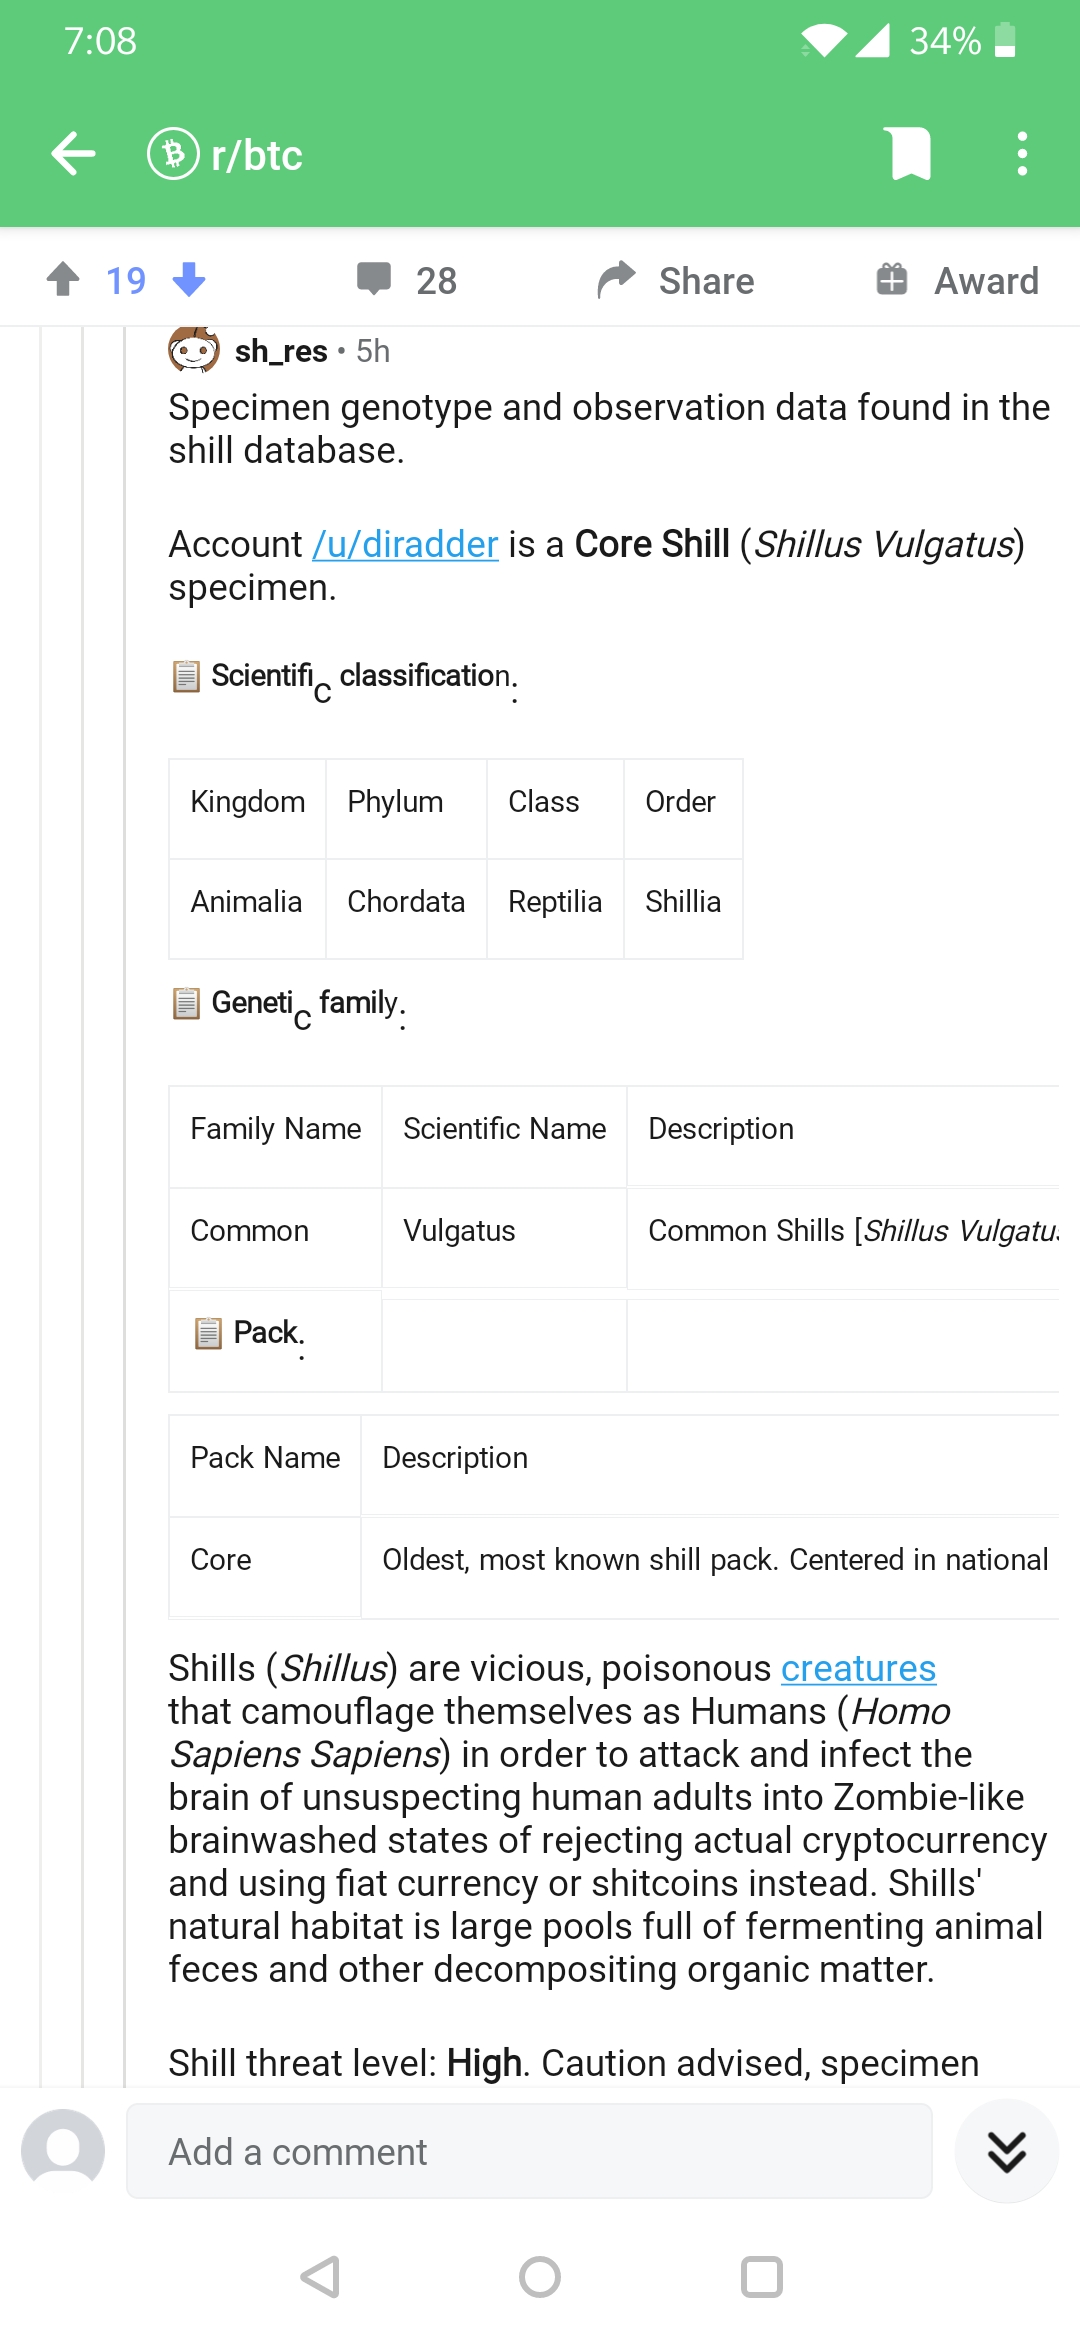 7:08
34%
r/btc
19
28
Share
Award
sh_res • 5h
Specimen genotype and observation data found in the
shill database.
Account /u/diradder is a Core Shill (Shillus Vulgatus)
specimen.
Scientific classification:
Kingdom Phylum Class Order
Animalia Chordata Reptilia Shillia
Genetic family:
Family Name Scientific Name Description
Common Vulgatus Common Shills [Shillus Vulgatus
Pack:
Pack Name Description
Core Oldest, most known shill pack. Centered in national
Shills (Shillus) are vicious, poisonous creatures
that camouflage themselves as Humans (Homo
Sapiens Sapiens) in order to attack and infect the
brain of unsuspecting human adults into Zombie-like
brainwashed states of rejecting actual cryptocurrency
and using fiat currency or shitcoins instead. Shills'
natural habitat is large pools full of fermenting animal
feces and other decompositing organic matter.
Shill threat level: High. Caution advised, specimen
Add a comment